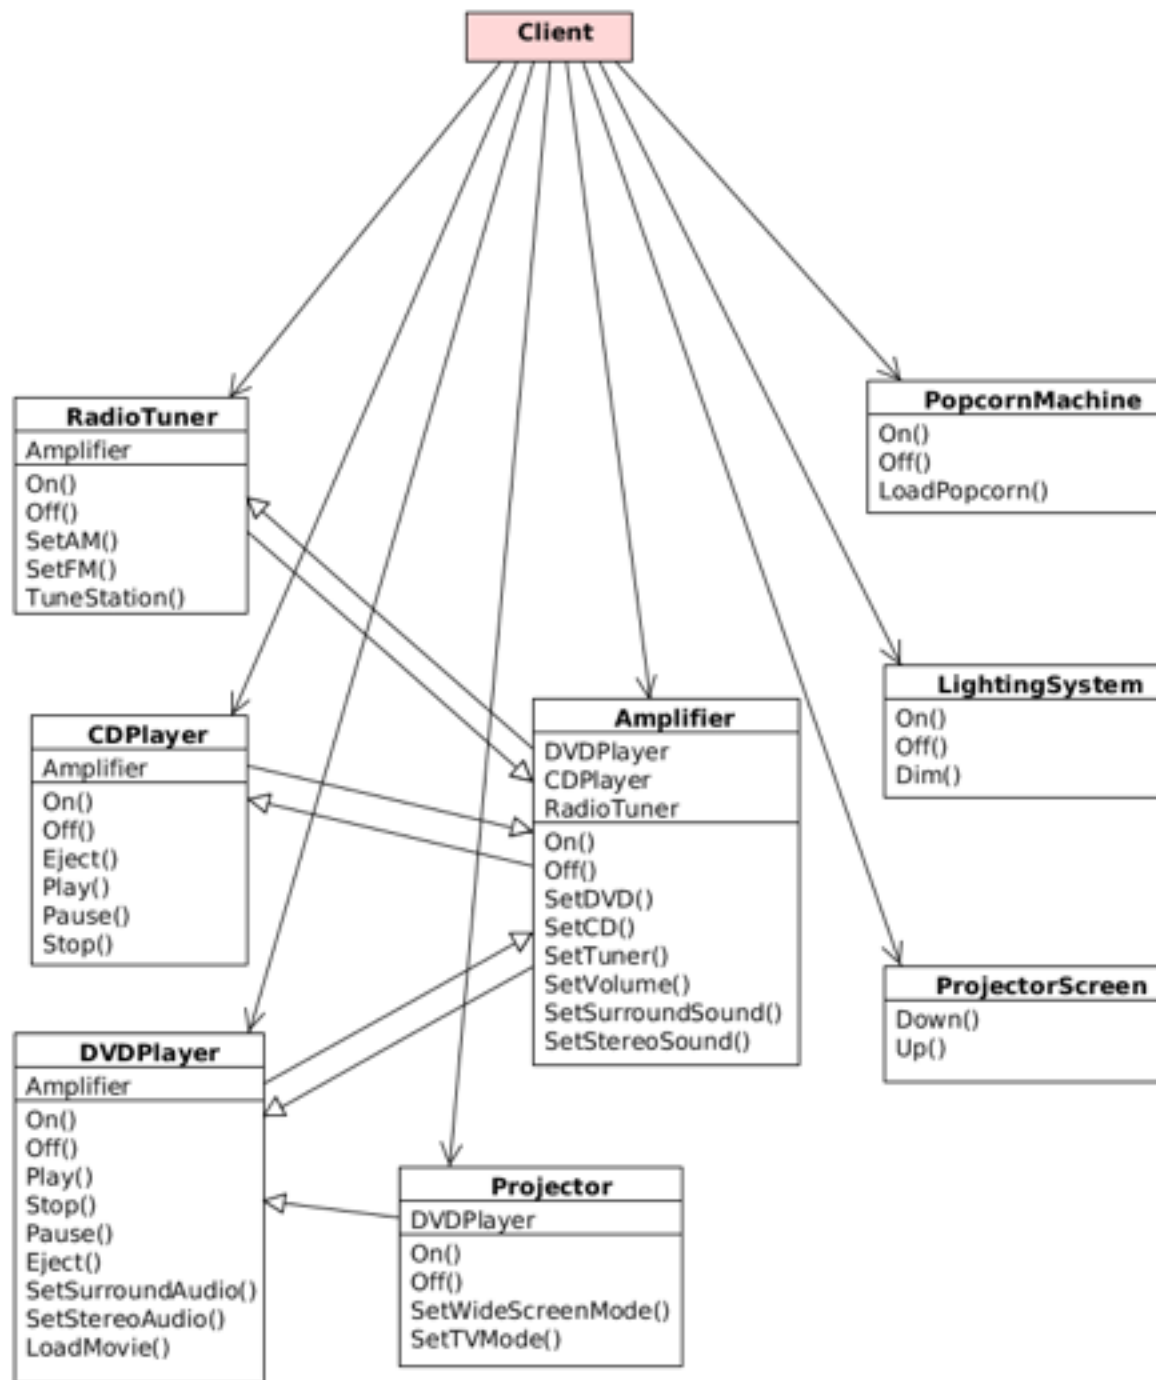 Client
RadioTuner
Amplifier
On()
Off()
SetAM()
SetFM()
TuneStation()
PopcornMachine
On()
Off()
LoadPopcorn()
CDPlayer
Amplifier
On()
Off()
Eject()
Play()
Pause()
Stop()
Amplifier
DVDPlayer
CDPlayer
RadioTuner
On()
Off()
SetDVD()
SetCD()
SetTuner()
SetVolume()
SetSurroundSound()
SetStereoSound()
LightingSystem
On()
Off()
Dim()
ProjectorScreen
Down()
Up()
DVDPlayer
Amplifier
On()
Off()
Play()
Stop()
Pause()
Eject()
SetSurroundAudio()
SetStereoAudio()
LoadMovie()
Projector
DVDPlayer
On()
Off()
SetWideScreenMode()
SetTVMode()